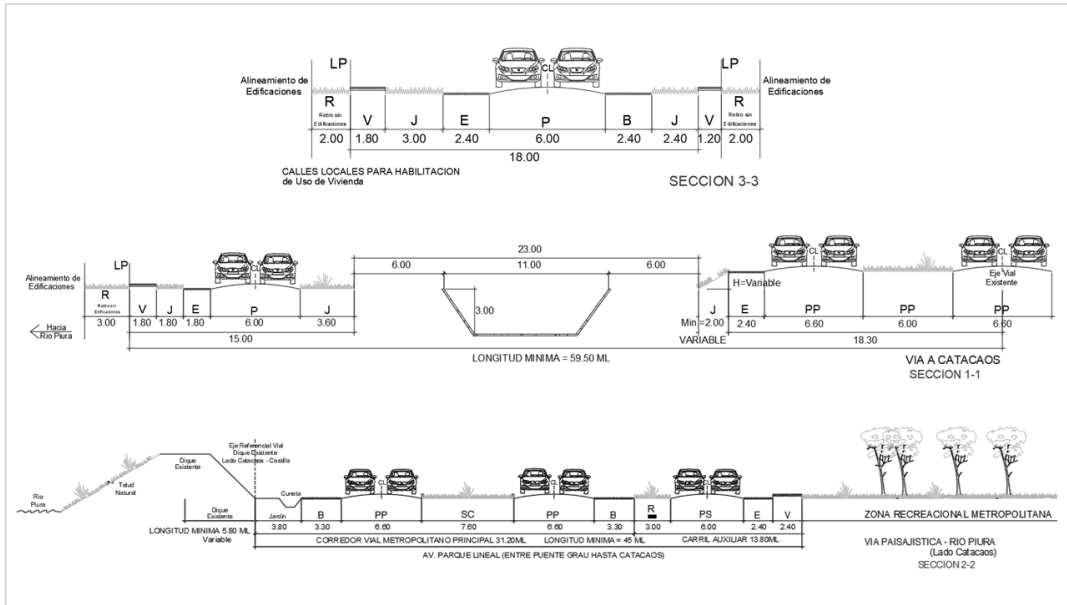 LP
CL
LP
Alineamiento de
Edificaciones
Alineamiento de
Edificaciones
R
Retiro sin
Edificaciones
V
J
E
P
B
J
V
R
Retiro sin
Edificaciones
2.00
1.80
3.00
2.40
6.00
2.40
2.40
1.20
2.00
18.00
CALLES LOCALES PARA HABILITACION
de Uso de Vivienda
SECCION 3-3
23.00
6.00
11.00
6.00
LP
CL
CL
CL
Alineamiento de
Edificaciones
Eje Vial
Existente
H=Variable
3.00
R
Retiro sin
Edificaciones
V
J
E
P
J
J
E
PP
PP
PP
3.00
1.80
1.80
1.80
6.00
3.60
Min.=2.00
2.40
6.60
6.00
6.60
Hacia
Rio Piura
15.00
VARIABLE
18.30
LONGITUD MINIMA = 59.50 ML
VIA A CATACAOS
SECCION 1-1
Eje Referencial Vial
Dique Existente
Lado Catacaos - Castilla
Dique
Existente
CL
CL
CL
Talud
Natural
Cuneta
Rio
Piura
Dique
Existente
Jardin
B
PP
SC
PP
B
R
PS
E
V
ZONA RECREACIONAL METROPOLITANA
LONGITUD MINIMA 5.80 ML
Variable
3.80
3.30
6.60
7.60
6.60
3.30
3.00
6.00
2.40
2.40
CORREDOR VIAL METROPOLITANO PRINCIPAL 31.20ML
LONGITUD MINIMA = 45 ML
CARRIL AUXILIAR 13.80ML
AV. PARQUE LINEAL (ENTRE PUENTE GRAU HASTA CATACAOS)
VIA PAISAJISTICA - RIO PIURA
(Lado Catacaos)
SECCION 2-2